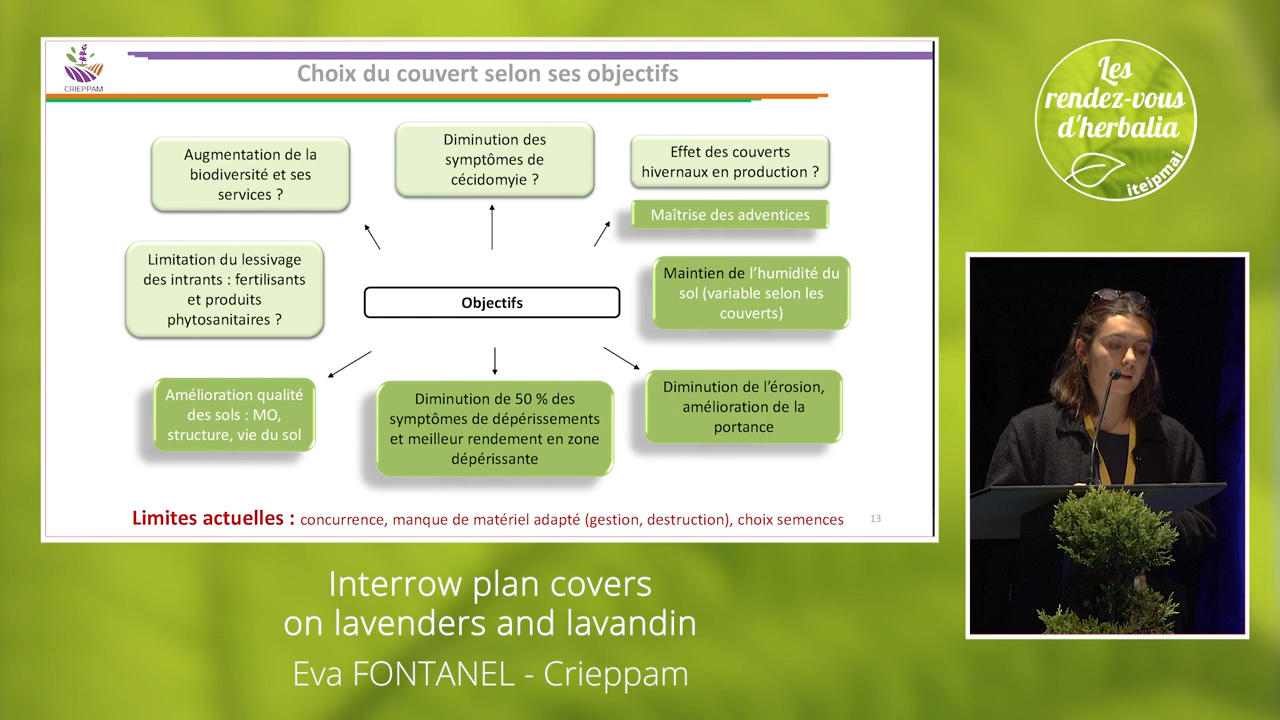 CRIEPPAM
Choix du couvert selon ses objectifs
Augmentation de la
biodiversité et ses
services ?
Diminution des
symptômes de
cécidomyie ?
Effet des couverts
hivernaux en production ?
Maîtrise des adventices
Limitation du lessivage
des intrants : fertilisants
et produits
phytosanitaires ?
Objectifs
Maintien de l’humidité du
sol (variable selon les
couverts)
Amélioration qualité
des sols : MO,
structure, vie du sol
Diminution de 50 % des
symptômes de dépérissements
et meilleur rendement en zone
dépérissante
Diminution de l’érosion,
amélioration de la
portance
Limites actuelles : concurrence, manque de matériel adapté (gestion, destruction), choix semences
13
Les
rendez-vous
d'herbalia
iteipmai
Interrow plan covers
on lavenders and lavandin
Eva FONTANEL - Crieppam